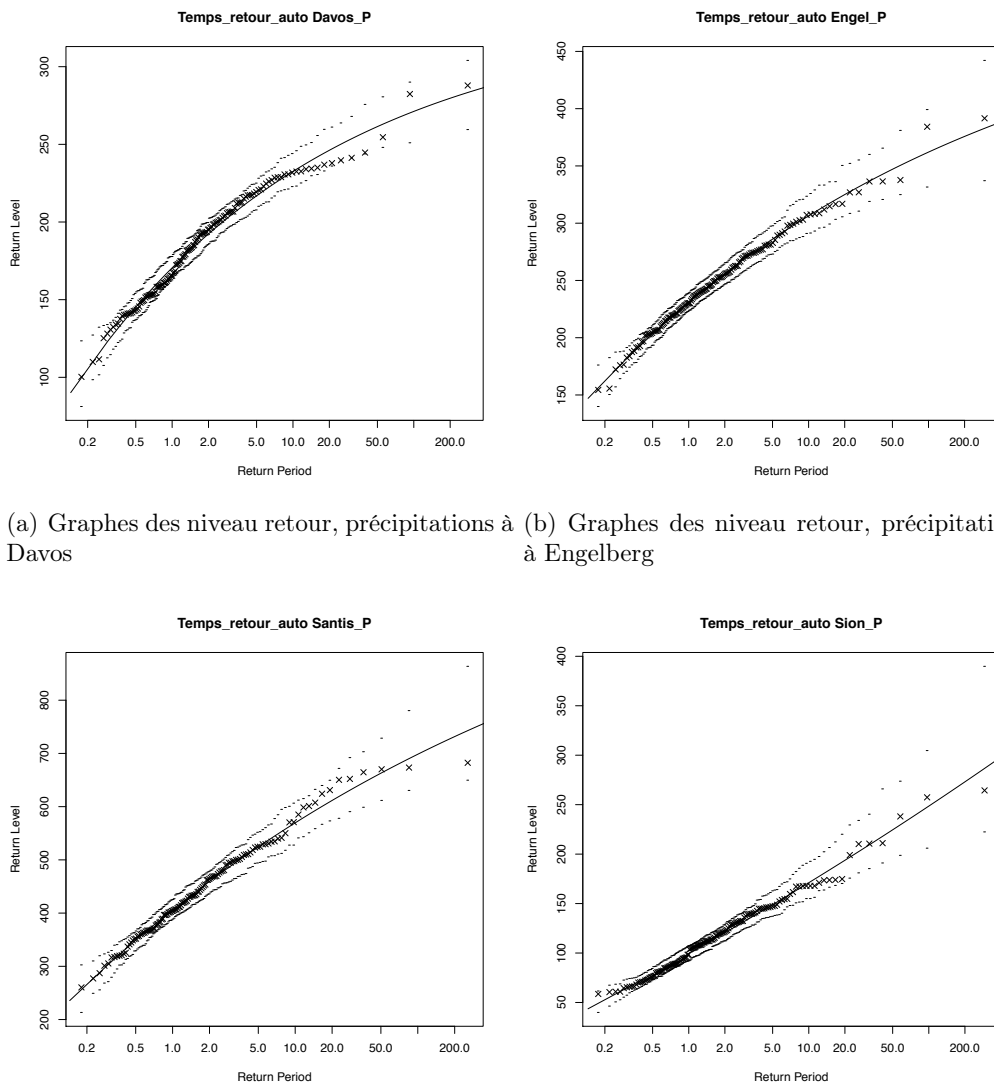 Temps_retour_auto Davos_P
Return Level
300
250
200
150
100
0.2 0.5 1.0 2.0 5.0 10.0 20.0 50.0 200.0
Return Period
Temps_retour_auto Engel_P
Return Level
450
400
350
300
250
200
150
0.2 0.5 1.0 2.0 5.0 10.0 20.0 50.0 200.0
Return Period
(a) Graphes des niveau retour, précipitations à
Davos
(b) Graphes des niveau retour, précipitati
à Engelberg
Temps_retour_auto Santis_P
Return Level
800
700
600
500
400
300
200
0.2 0.5 1.0 2.0 5.0 10.0 20.0 50.0 200.0
Return Period
Temps_retour_auto Sion_P
Return Level
400
350
300
250
200
150
100
50
0.2 0.5 1.0 2.0 5.0 10.0 20.0 50.0 200.0
Return Period